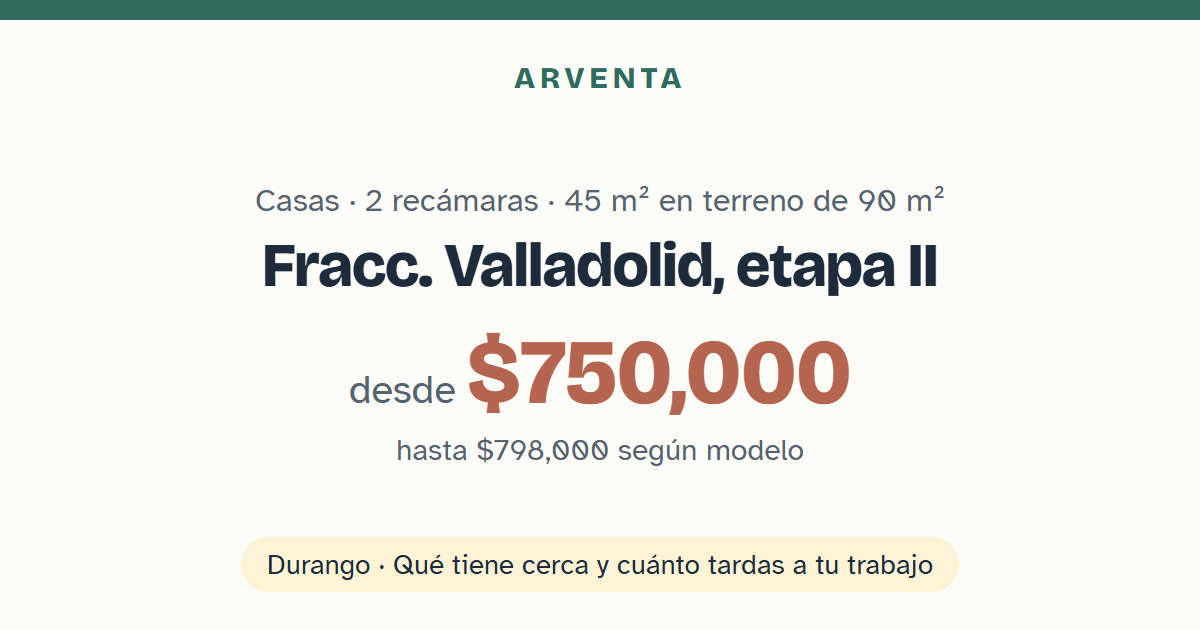 ARVENTA
Casas · 2 recámaras · 45 m² en terreno de 90 m²
Fracc. Valladolid, etapa II
desde $750,000
hasta $798,000 según modelo
Durango · Qué tiene cerca y cuánto tardas a tu trabajo